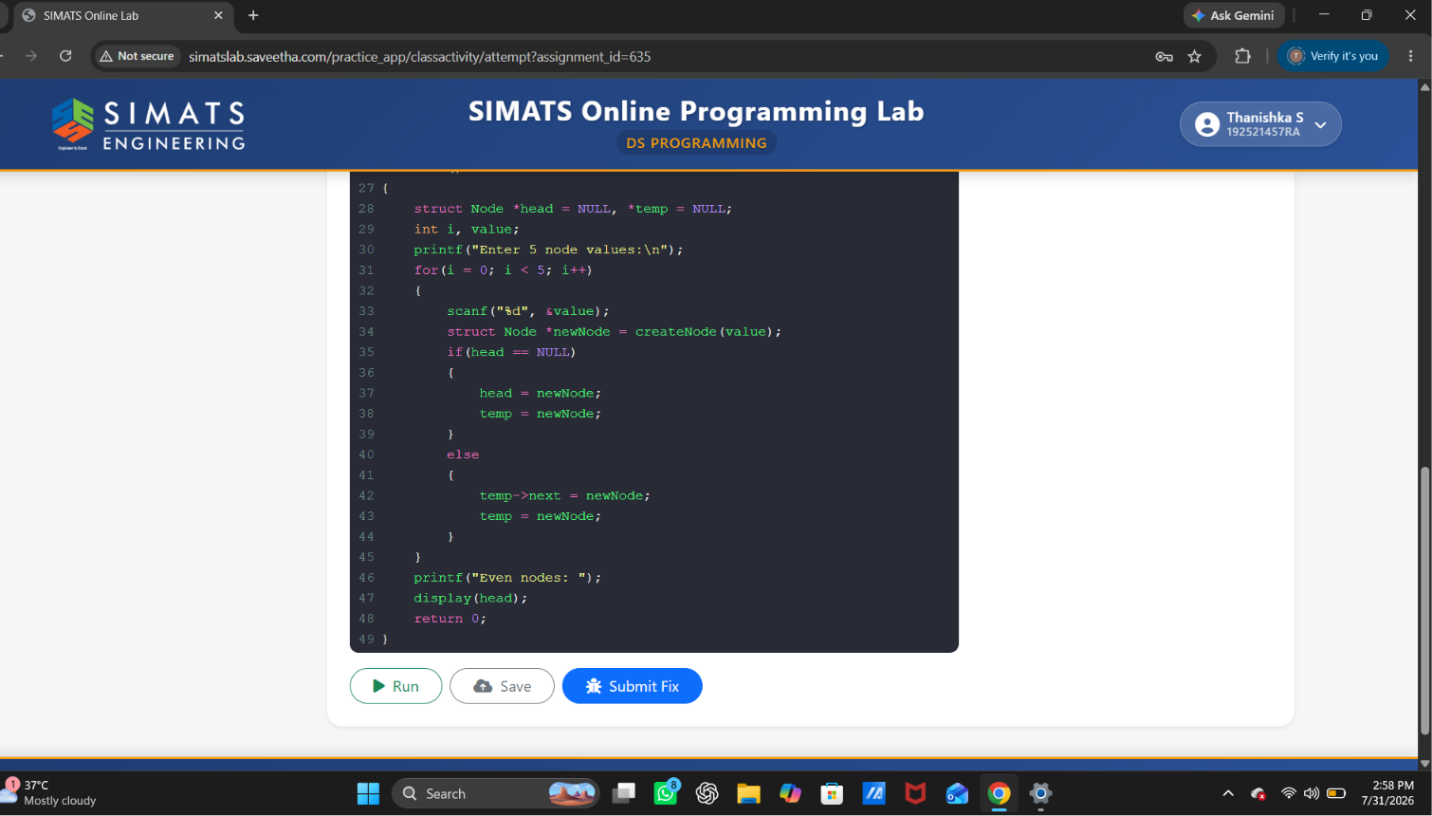 SIMATS Online Lab
Ask Gemini
Not secure
simatslab.saveetha.com/practice_app/classactivity/attempt?assignment_id=635
Verify it's you
SIMATS
ENGINEERING
Engineer to Excel
SIMATS Online Programming Lab
DS PROGRAMMING
Thanishka S
192521457RA
27 {
28 struct Node *head = NULL, *temp = NULL;
29 int i, value;
30 printf("Enter 5 node values:\n");
31 for(i = 0; i < 5; i++)
32 {
33 scanf("%d", &value);
34 struct Node *newNode = createNode(value);
35 if(head == NULL)
36 {
37 head = newNode;
38 temp = newNode;
39 }
40 else
41 {
42 temp->next = newNode;
43 temp = newNode;
44 }
45 }
46 printf("Even nodes: ");
47 display(head);
48 return 0;
49 }
Run
Save
Submit Fix
1
37°C
Mostly cloudy
Search
8
2:58 PM
7/31/2026